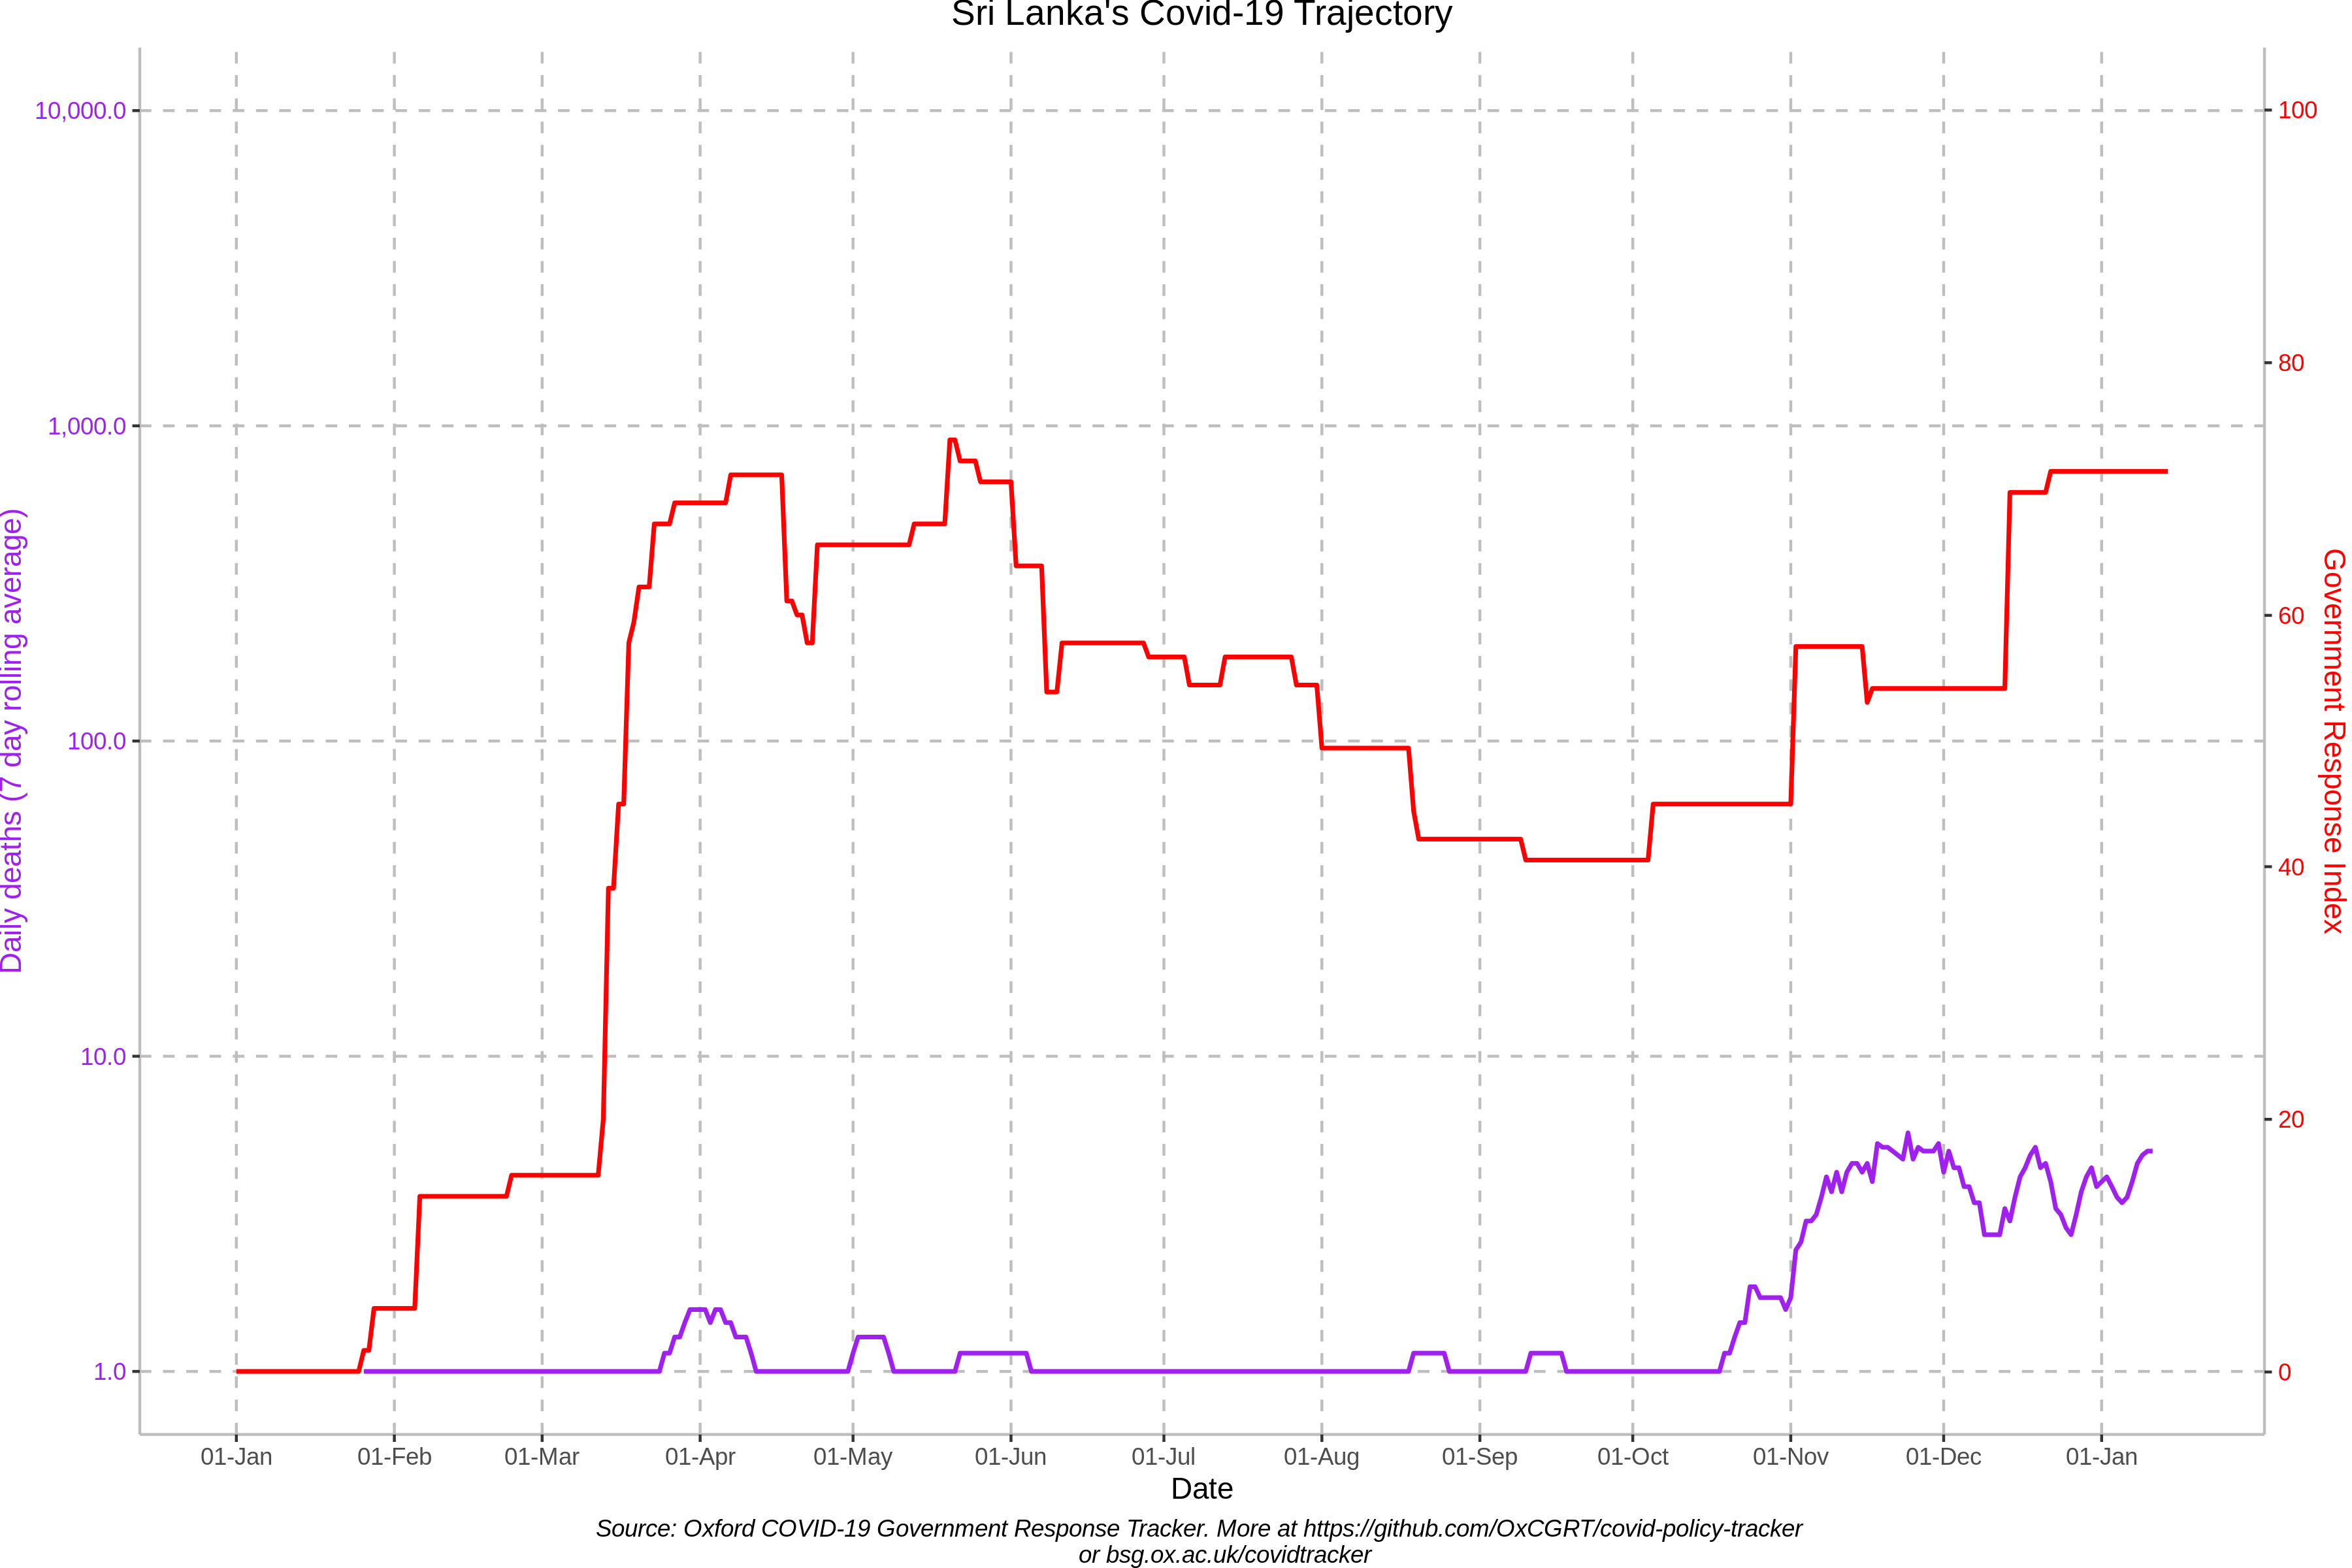 Sri Lanka's Covid-19 Trajectory
10,000.0
1,000.0
100.0
10.0
1.0
Daily deaths (7 day rolling average)
100
80
60
40
20
0
Government Response Index
01-Jan 01-Feb 01-Mar 01-Apr 01-May 01-Jun 01-Jul 01-Aug 01-Sep 01-Oct 01-Nov 01-Dec 01-Jan
Date
Source: Oxford COVID-19 Government Response Tracker. More at https://github.com/OxCGRT/covid-policy-tracker
or bsg.ox.ac.uk/covidtracker